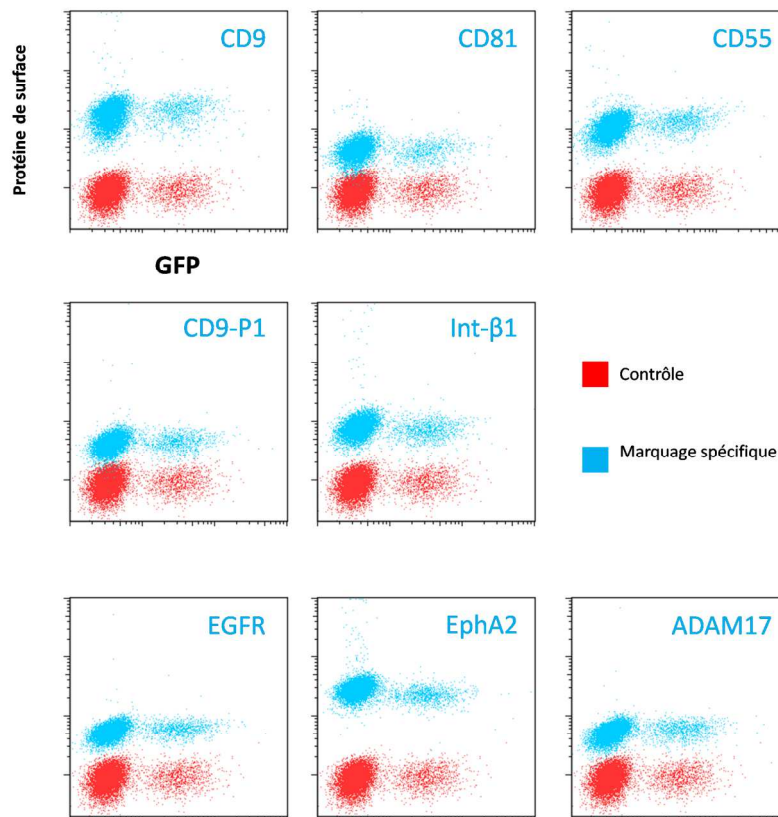 CD9
CD81
CD55
Protéine de surface
GFP
CD9-P1
Int-β1
Contrôle
Marquage spécifique
EGFR
EphA2
ADAM17